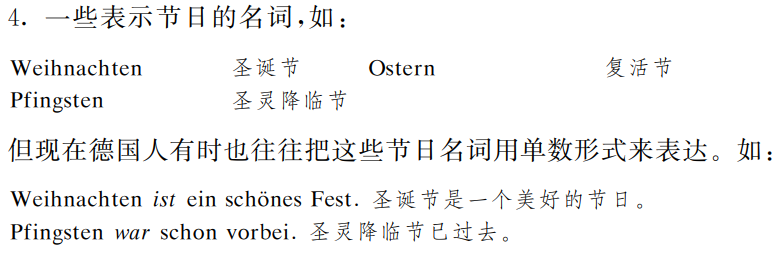 4. 一些表示节日的名词,如:
Weihnachten 圣诞节 Ostern 复活节
Pfingsten 圣灵降临节
但现在德国人有时也往往把这些节日名词用单数形式来表达。如:
Weihnachten ist ein schönes Fest. 圣诞节是一个美好的节日。
Pfingsten war schon vorbei. 圣灵降临节已过去。